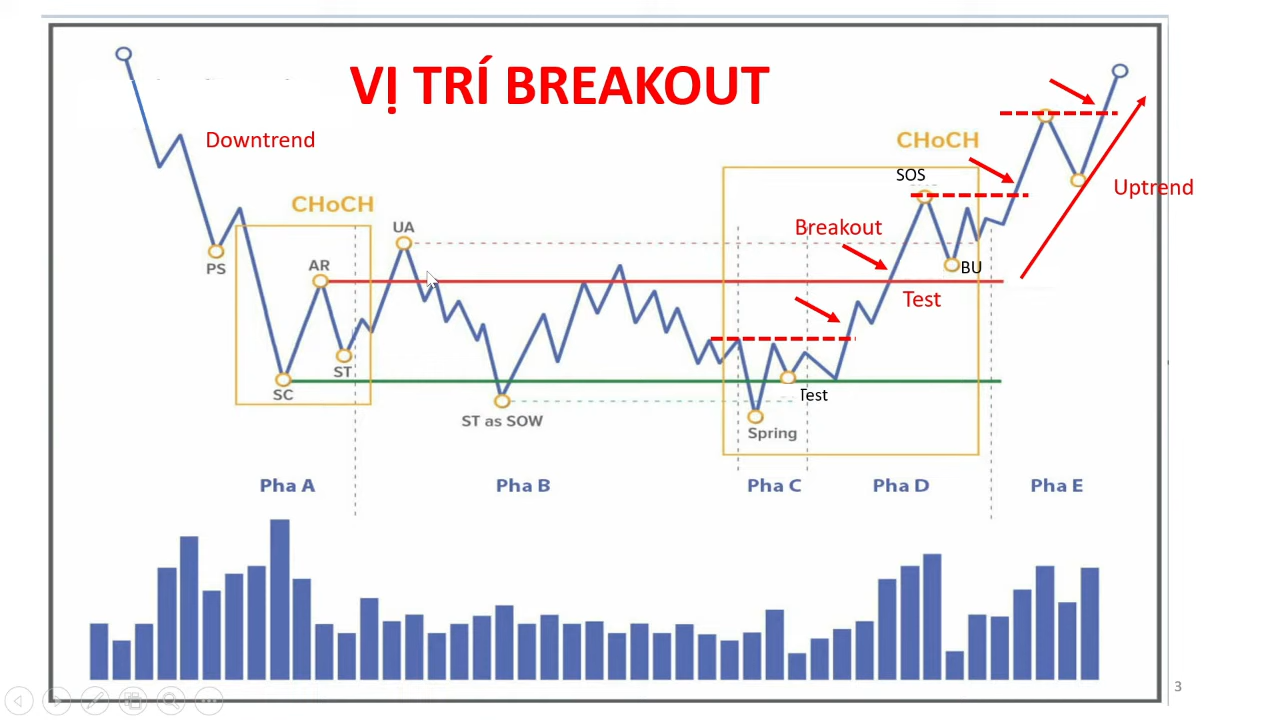 VỊ TRÍ BREAKOUT
Downtrend
CHoCH
SOS
Uptrend
CHoCH
UA
Breakout
PS
AR
BU
Test
ST
SC
Test
ST as SOW
Spring
Pha A
Pha B
Pha C
Pha D
Pha E
3